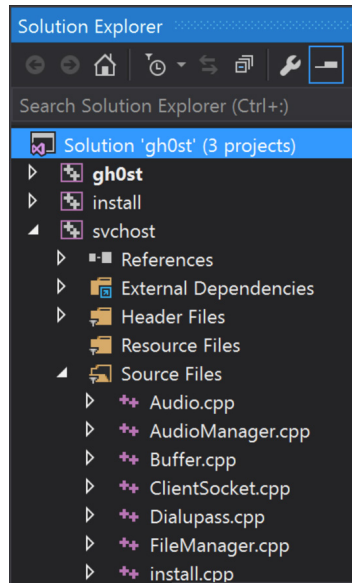 Solution Explorer
Search Solution Explorer (Ctrl+:)
Solution 'gh0st' (3 projects)
gh0st
install
svchost
References
External Dependencies
Header Files
Resource Files
Source Files
Audio.cpp
AudioManager.cpp
Buffer.cpp
ClientSocket.cpp
Dialupass.cpp
FileManager.cpp
install.cpp